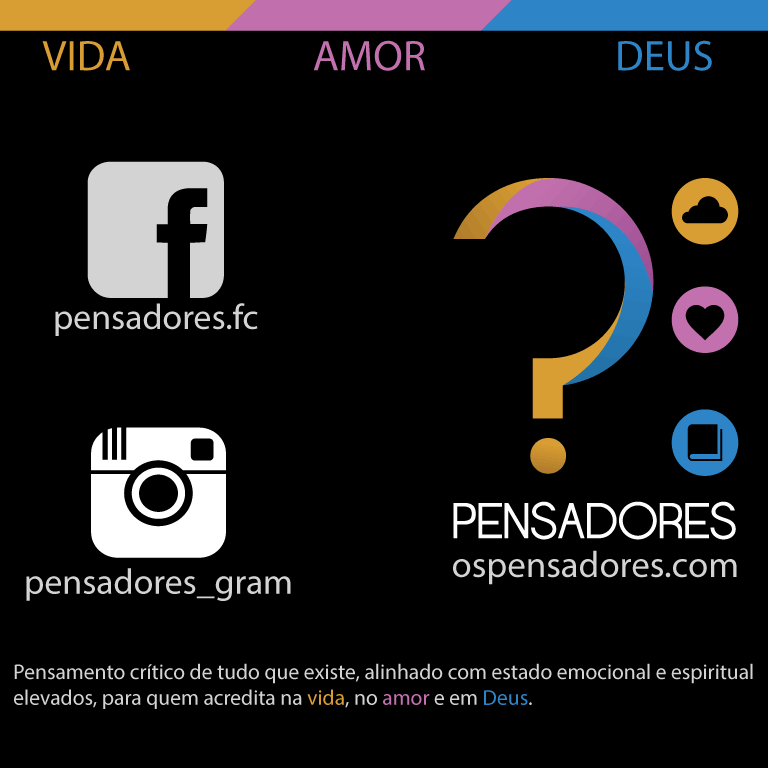 VIDA AMOR DEUS
pensadores.fc
pensadores_gram
PENSADORES
ospensadores.com
Pensamento crítico de tudo que existe, alinhado com estado emocional e espiritual
elevados, para quem acredita na vida, no amor e em Deus.